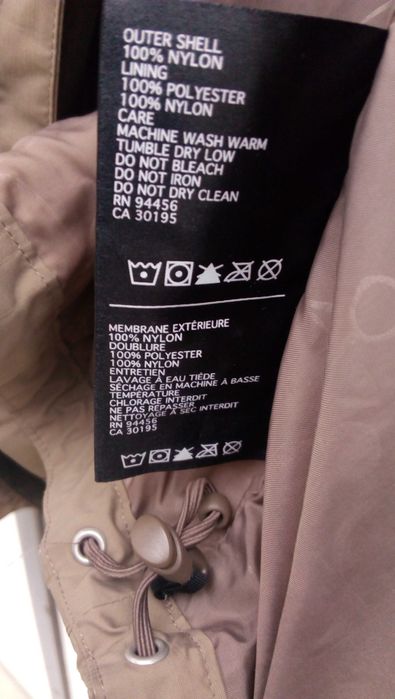 OUTER SHELL
100% NYLON
LINING
100% POLYESTER
100% NYLON
CARE
MACHINE WASH WARM
TUMBLE DRY LOW
DO NOT BLEACH
DO NOT IRON
DO NOT DRY CLEAN
RN 94456
CA 30195
MEMBRANE EXTÉRIEURE
100% NYLON
DOUBLURE
100% POLYESTER
100% NYLON
ENTRETIEN
LAVAGE À EAU TIÉDE
SÉCHAGE EN MACHINE À BASSE
TEMPÉRATURE
CHLORAGE INTERDIT
NE PAS REPASSER
NETTOYAGE À SEC INTERDIT
RN 94456
CA 30195